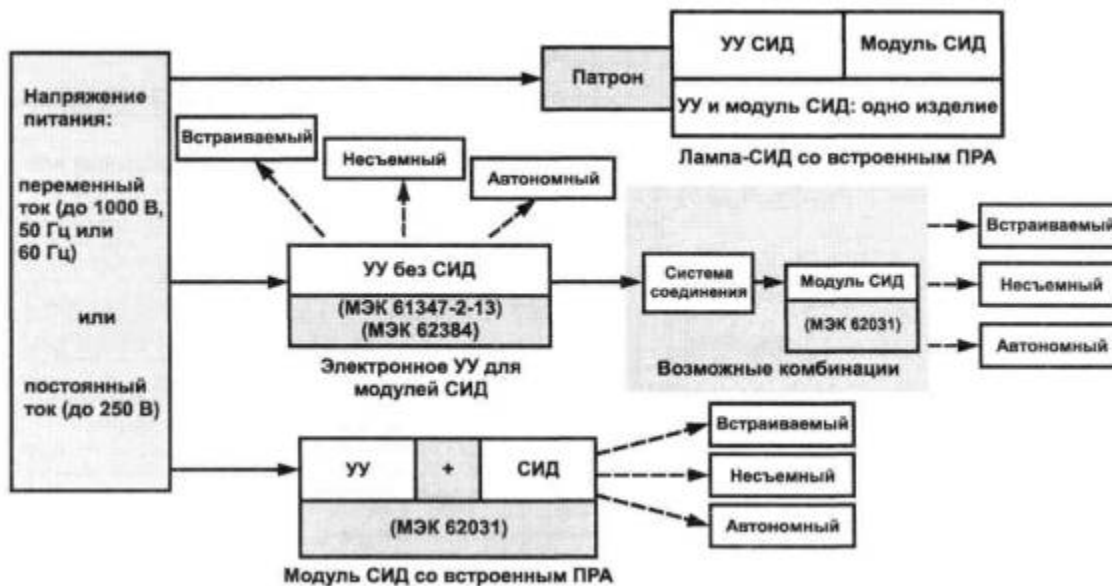 Напряжение
питания:
переменный
ток (до 1000 В,
50 Гц или
60 Гц)
или
постоянный
ток (до 250 В)
Патрон
УУ СИД
Модуль СИД
УУ и модуль СИД: одно изделие
Лампа-СИД со встроенным ПРА
Встраиваемый
Несъемный
Автономный
УУ без СИД
(МЭК 61347-2-13)
(МЭК 62384)
Электронное УУ для
модулей СИД
Система
соединения
Модуль СИД
(МЭК 62031)
Возможные комбинации
Встраиваемый
Несъемный
Автономный
УУ
+
СИД
(МЭК 62031)
Модуль СИД со встроенным ПРА
Встраиваемый
Несъемный
Автономный